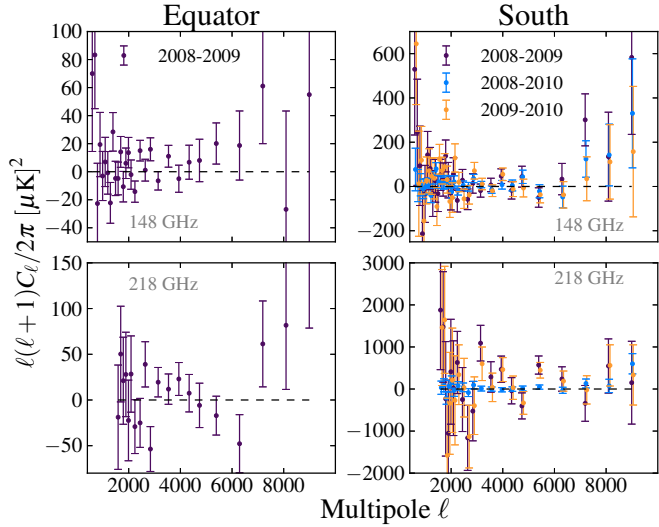 Equator
South
100
80
60
40
20
0
−20
−40
2008-2009
148 GHz
600
400
200
0
−200
2008-2009
2008-2010
2009-2010
148 GHz
ℓ(ℓ+1)Cℓ/2π [μK]²
150
100
50
0
−50
218 GHz
2000 4000 6000 8000
3000
2000
1000
0
−1000
−2000
218 GHz
2000 4000 6000 8000
Multipole ℓ